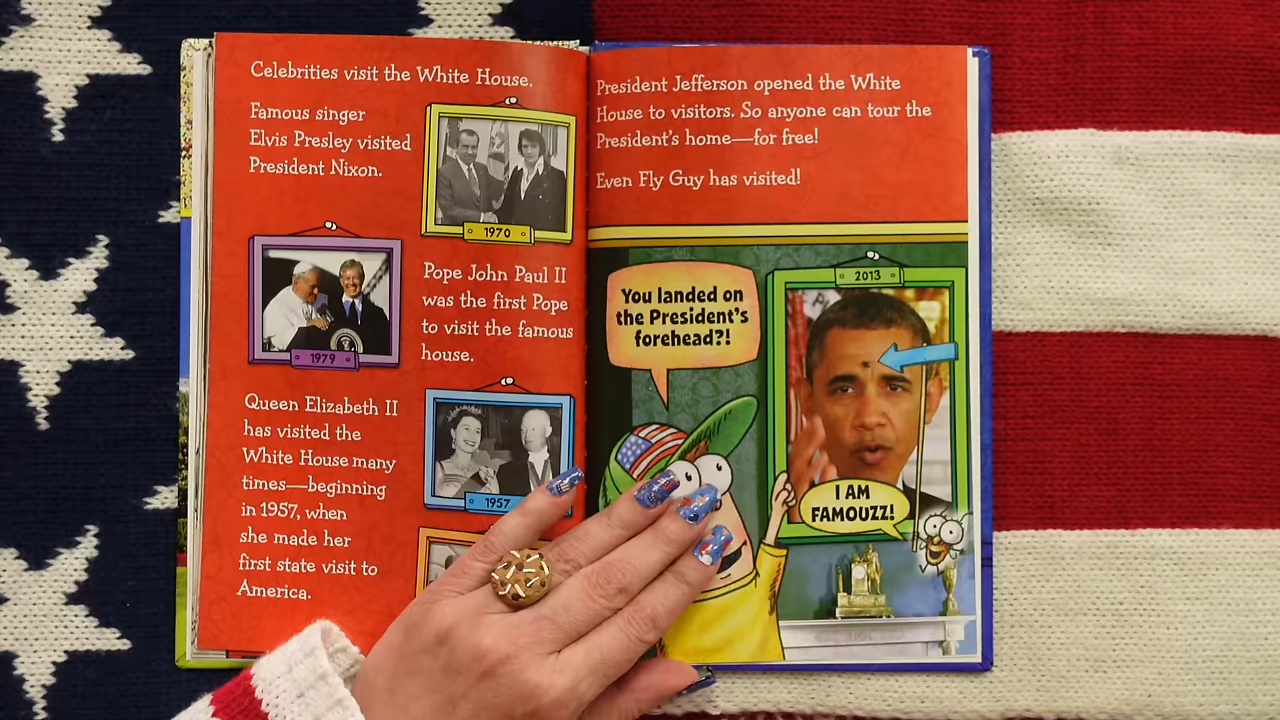 Celebrities visit the White House.
Famous singer
Elvis Presley visited
President Nixon.
1970
1979
Pope John Paul II
was the first Pope
to visit the famous
house.
Queen Elizabeth II
has visited the
White House many
times—beginning
in 1957, when
she made her
first state visit to
America.
1957
President Jefferson opened the White
House to visitors. So anyone can tour the
President's home—for free!
Even Fly Guy has visited!
You landed on
the President's
forehead?!
2013
I AM
FAMOUZZ!